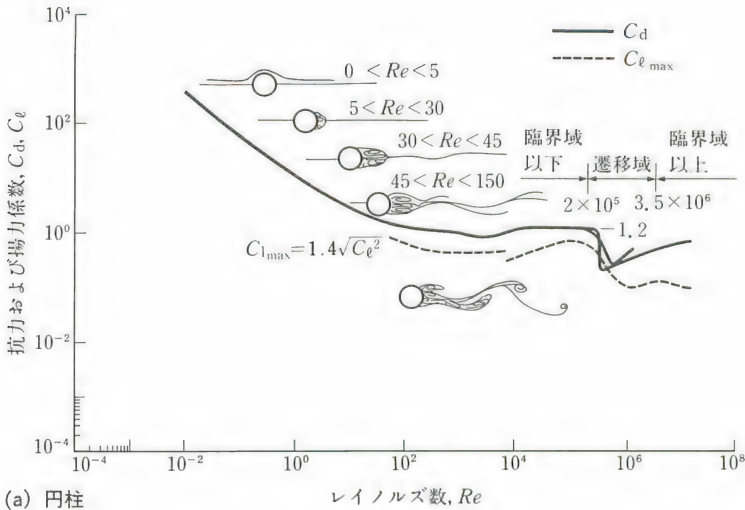 C_d
C_ℓ max
0 < Re < 5
5 < Re < 30
30 < Re < 45
45 < Re < 150
臨界域以下
遷移域
臨界域以上
2×10⁵
3.5×10⁶
−1.2
C_1max = 1.4√C_ℓ²
抗力および揚力係数, C_d, C_ℓ
10⁴
10²
10⁰
10⁻²
10⁻⁴
10⁻⁴ 10⁻² 10⁰ 10² 10⁴ 10⁶ 10⁸
(a) 円柱
レイノルズ数, Re